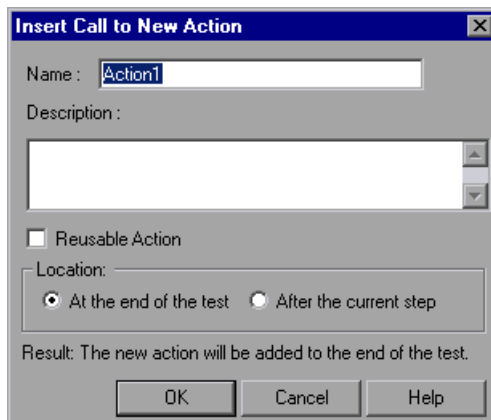 Insert Call to New Action
Name :
Action1
Description :
Reusable Action
Location:
At the end of the test
After the current step
Result: The new action will be added to the end of the test.
OK
Cancel
Help